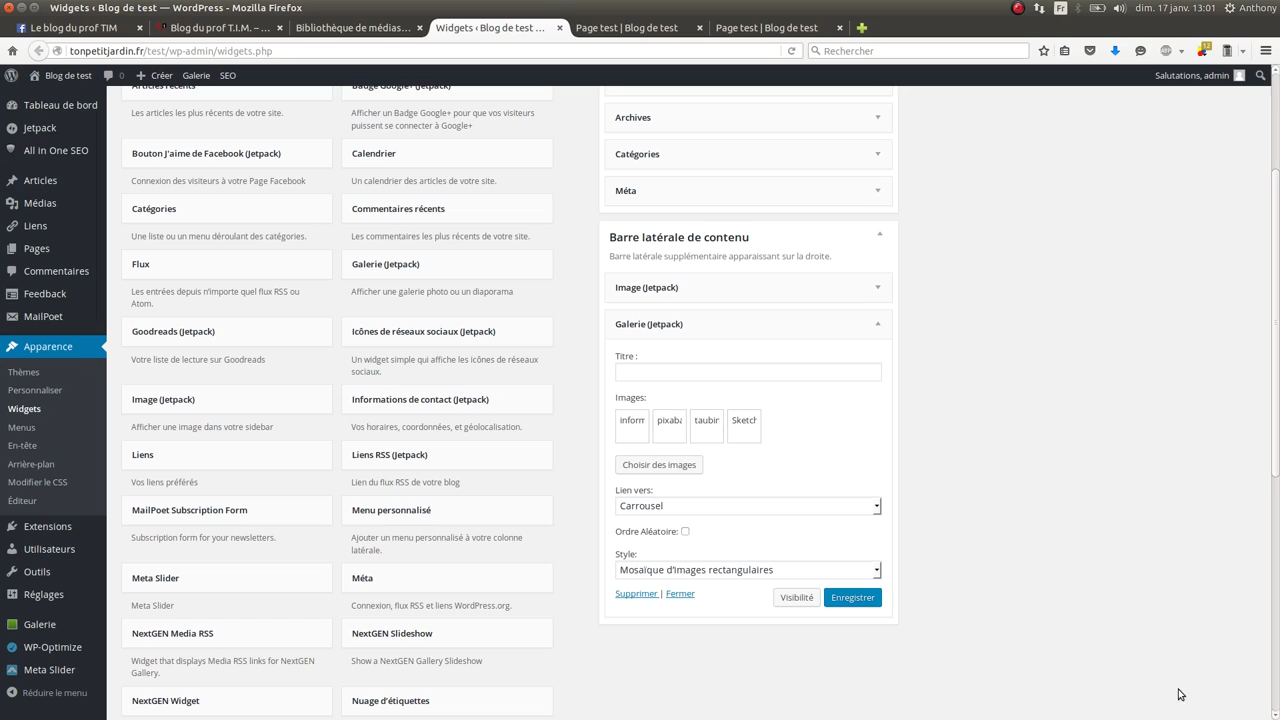 Widgets ‹ Blog de test — WordPress - Mozilla Firefox
Fr
dim. 17 janvier, 13:01
Anthony
Le blog du prof TIM
Blog du prof T.I.M. — ...
Bibliothèque de médias...
Widgets ‹ Blog de test ...
Page test | Blog de test
Page test | Blog de test
tonpetitjardin.fr/test/wp-admin/widgets.php
Rechercher
Blog de test
0
Créer
Galerie
SEO
Salutations, admin
Tableau de bord
Jetpack
All in One SEO
Articles
Médias
Liens
Pages
Commentaires
Feedback
MailPoet
Apparence
Thèmes
Personnaliser
Widgets
Menus
En-tête
Arrière-plan
Modifier le CSS
Éditeur
Extensions
Utilisateurs
Outils
Réglages
Galerie
WP-Optimize
Meta Slider
Réduire le menu
Articles récents
Les articles les plus récents de votre site.
Badge Google+ (Jetpack)
Afficher un Badge Google+ pour que vos visiteurs
puissent se connecter à Google+
Bouton J'aime de Facebook (Jetpack)
Connexion des visiteurs à votre Page Facebook
Calendrier
Un calendrier des articles de votre site.
Catégories
Une liste ou un menu déroulant des catégories.
Commentaires récents
Les commentaires les plus récents de votre site.
Flux
Les entrées depuis n'importe quel flux RSS ou
Atom.
Galerie (Jetpack)
Afficher une galerie photo ou un diaporama
Goodreads (Jetpack)
Votre liste de lecture sur Goodreads
Icônes de réseaux sociaux (Jetpack)
Un widget simple qui affiche les icônes de réseaux
sociaux.
Image (Jetpack)
Afficher une image dans votre sidebar
Informations de contact (Jetpack)
Vos horaires, coordonnées, et géolocalisation.
Liens
Vos liens préférés
Liens RSS (Jetpack)
Lien du flux RSS de votre blog
MailPoet Subscription Form
Subscription form for your newsletters.
Menu personnalisé
Ajouter un menu personnalisé à votre colonne
latérale.
Meta Slider
Meta Slider
Méta
Connexion, flux RSS et liens WordPress.org.
NextGEN Media RSS
Widget that displays Media RSS links for NextGEN
Gallery.
NextGEN Slideshow
Show a NextGEN Gallery Slideshow
NextGEN Widget
Nuage d'étiquettes
Archives
Catégories
Méta
Barre latérale de contenu
Barre latérale supplémentaire apparaissant sur la droite.
Image (Jetpack)
Galerie (Jetpack)
Titre :
Images:
inform
pixaba
taubin
Sketch
Choisir des images
Lien vers:
Carrousel
Ordre Aléatoire:
Style:
Mosaïque d'images rectangulaires
Supprimer | Fermer
Visibilité
Enregistrer